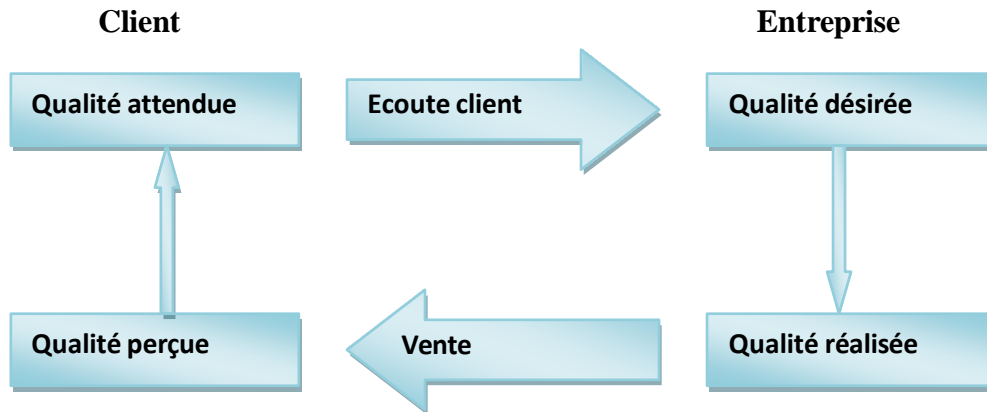 Client
Entreprise
Qualité attendue
Ecoute client
Qualité désirée
Qualité perçue
Vente
Qualité réalisée